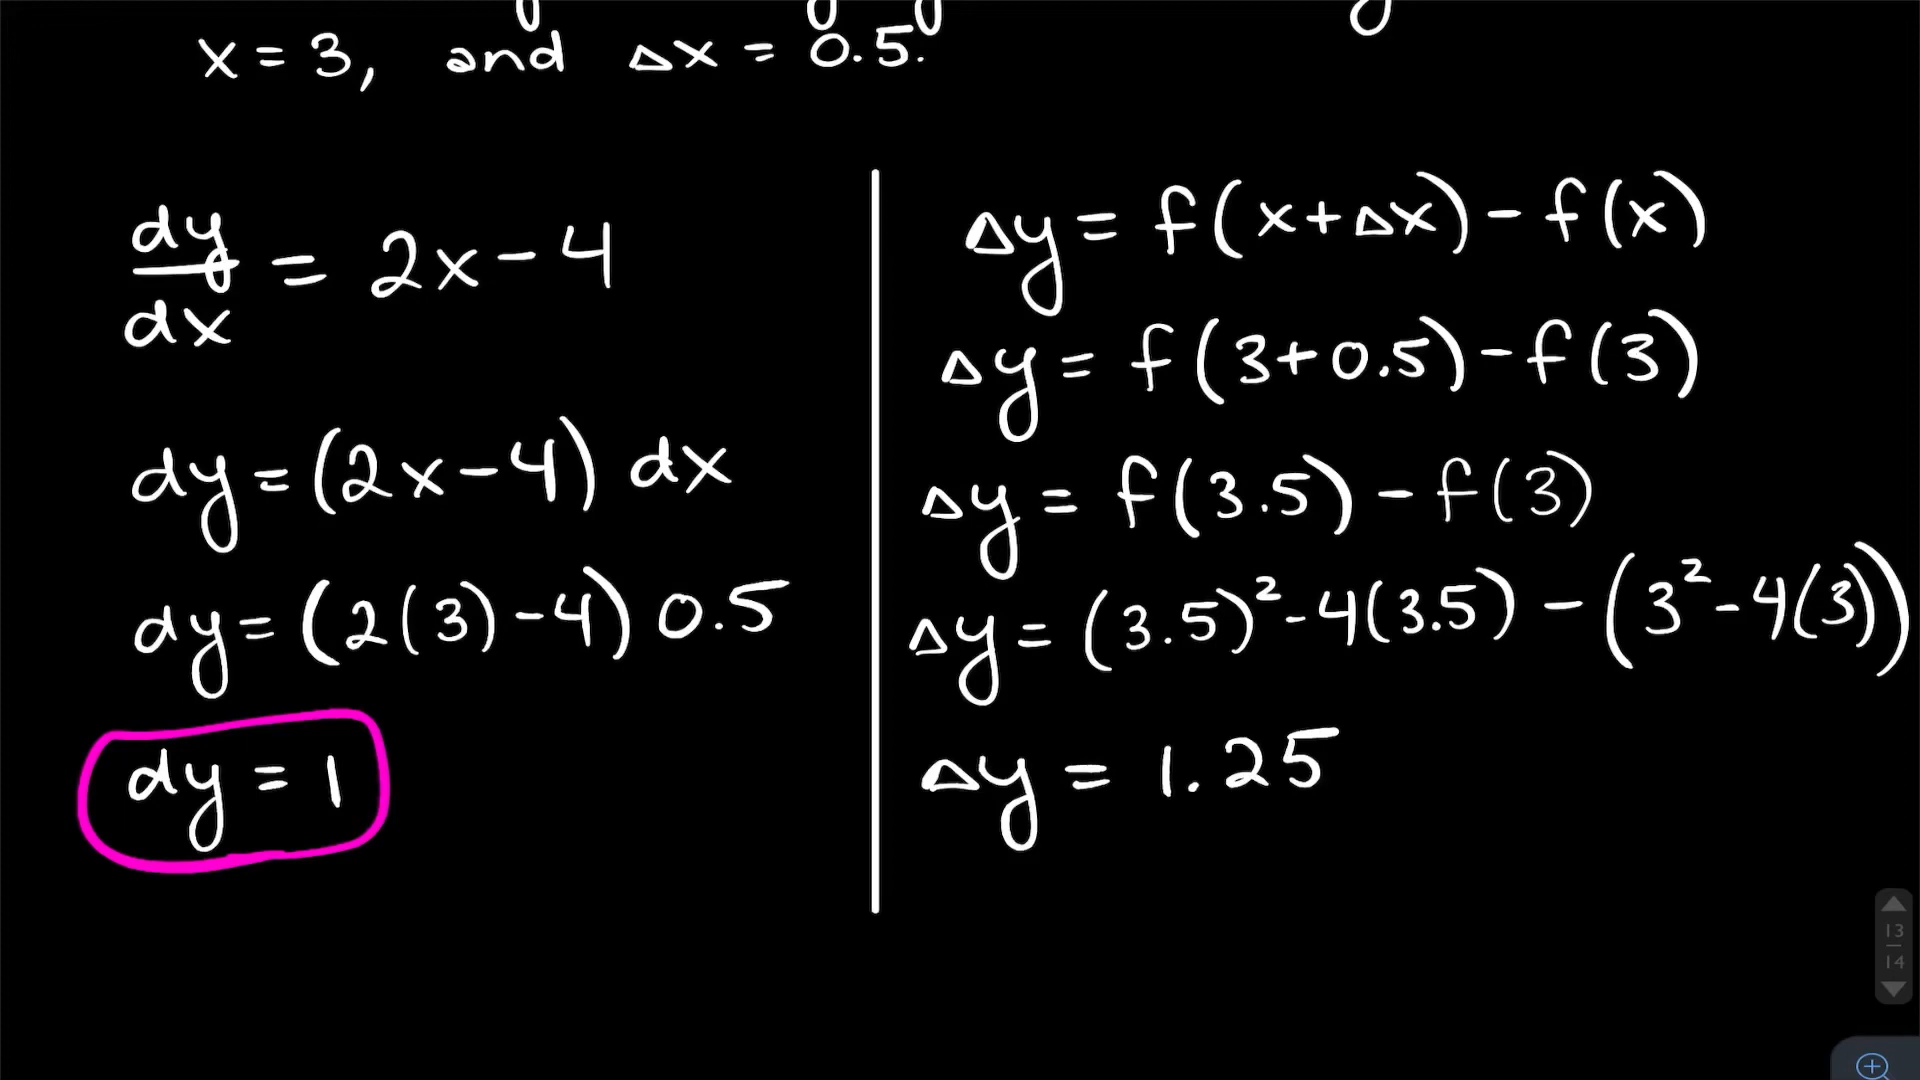 x = 3, and Δx = 0.5.
dy/dx = 2x - 4
dy = (2x - 4) dx
dy = (2(3) - 4) 0.5
dy = 1
Δy = f(x + Δx) - f(x)
Δy = f(3 + 0.5) - f(3)
Δy = f(3.5) - f(3)
Δy = (3.5)² - 4(3.5) - (3² - 4(3))
Δy = 1.25
13
14